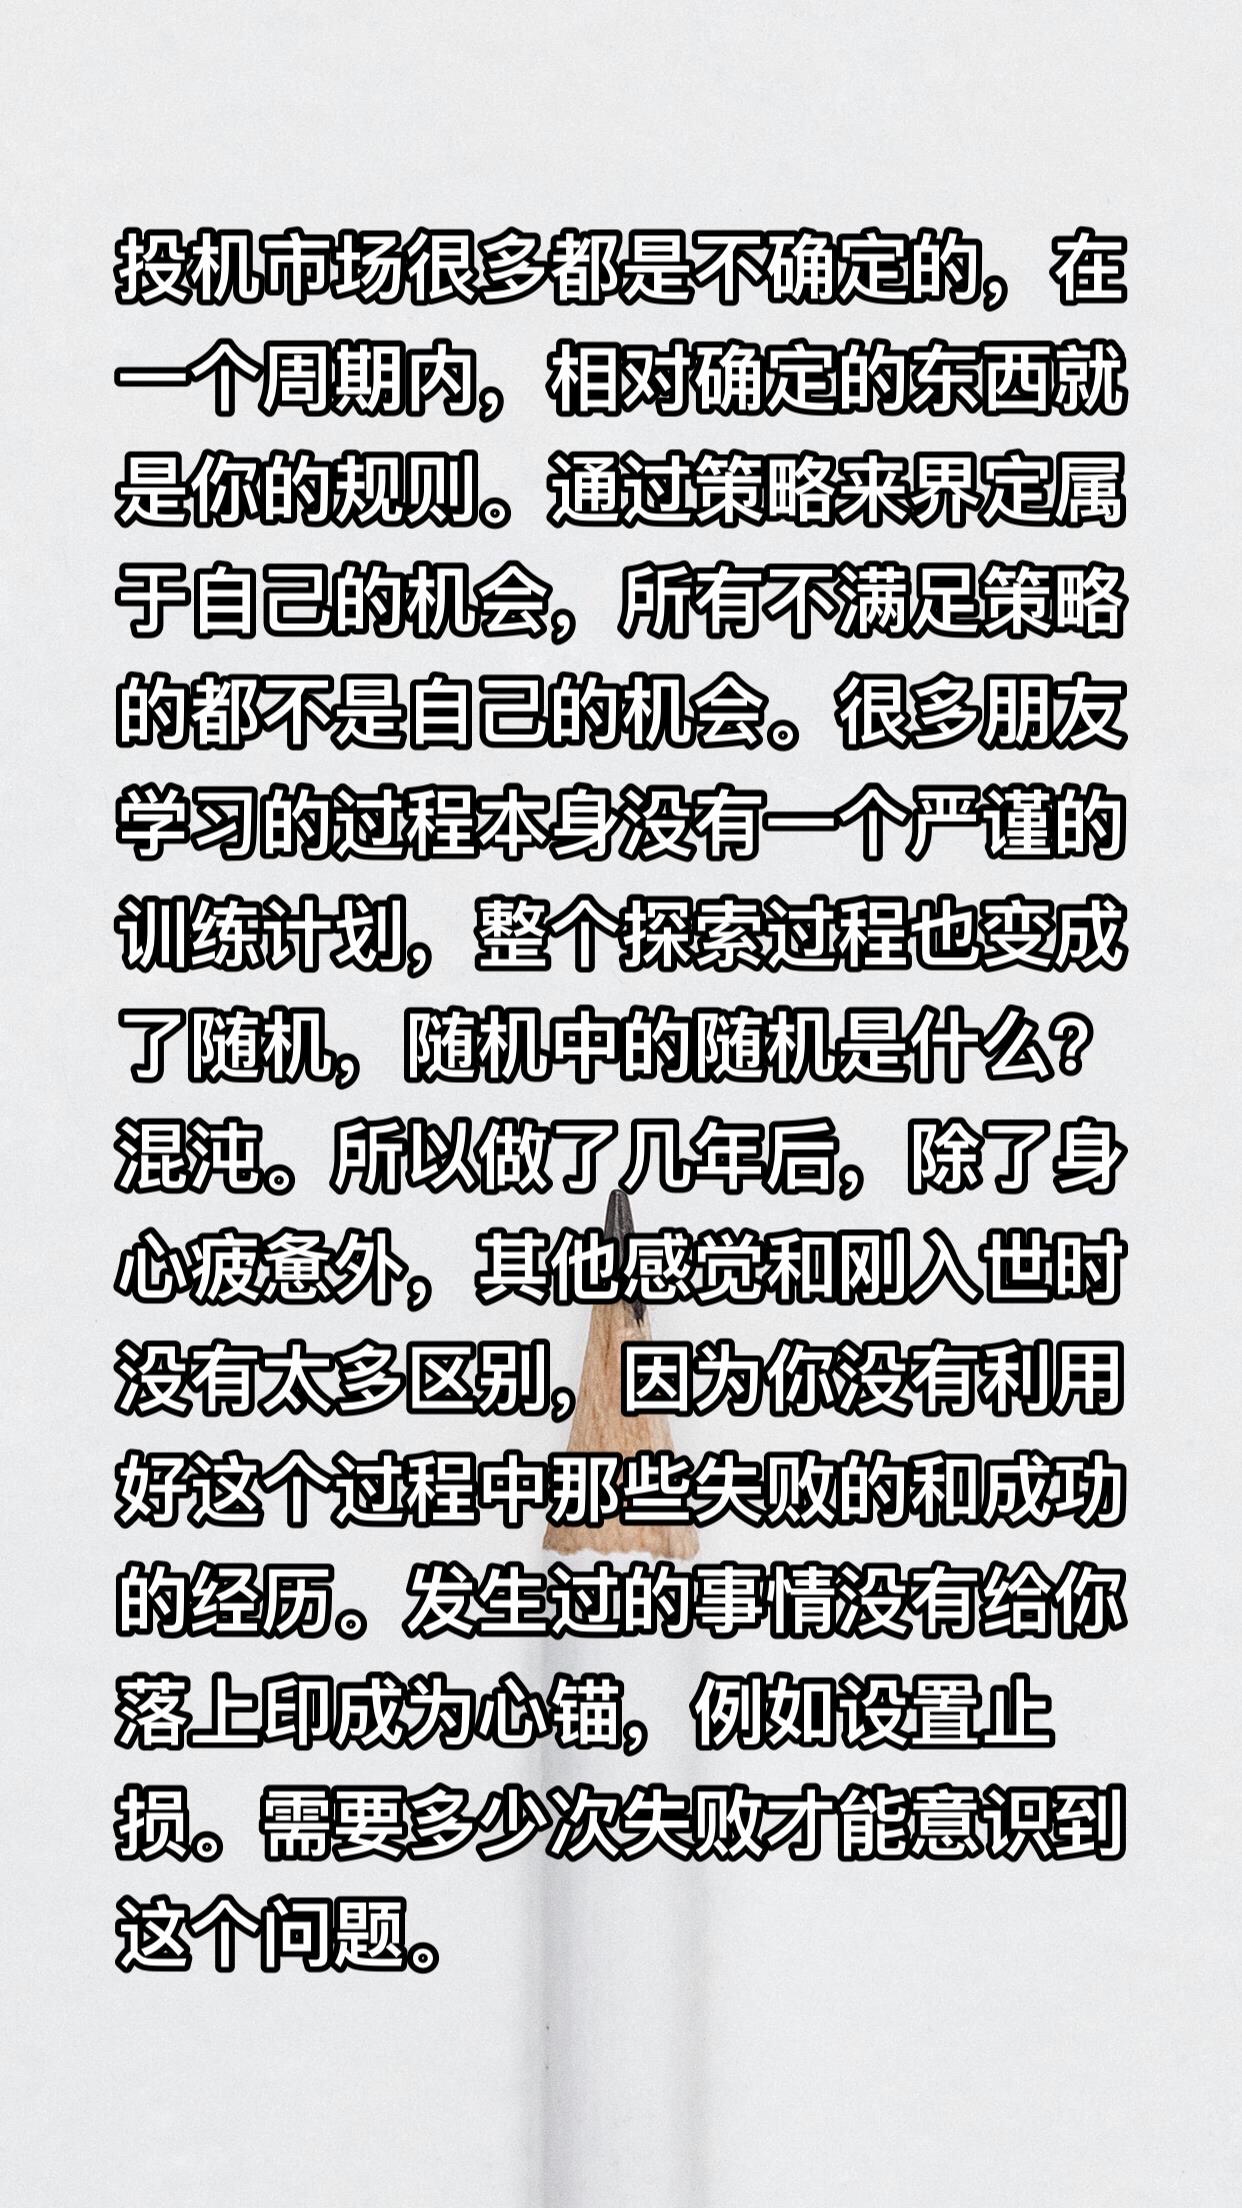 投机市场很多都是不确定的，在
一个周期内，相对确定的东西就
是你的规则。通过策略来界定属
于自己的机会，所有不满足策略
的都不是自己的机会。很多朋友
学习的过程本身没有一个严谨的
训练计划，整个探索过程也变成
了随机，随机中的随机是什么？
混沌。所以做了几年后，除了身
心疲惫外，其他感觉和刚入世时
没有太多区别，因为你没有利用
好这个过程中那些失败的和成功
的经历。发生过的事情没有给你
落上印成为心锚，例如设置止
损。需要多少次失败才能意识到
这个问题。